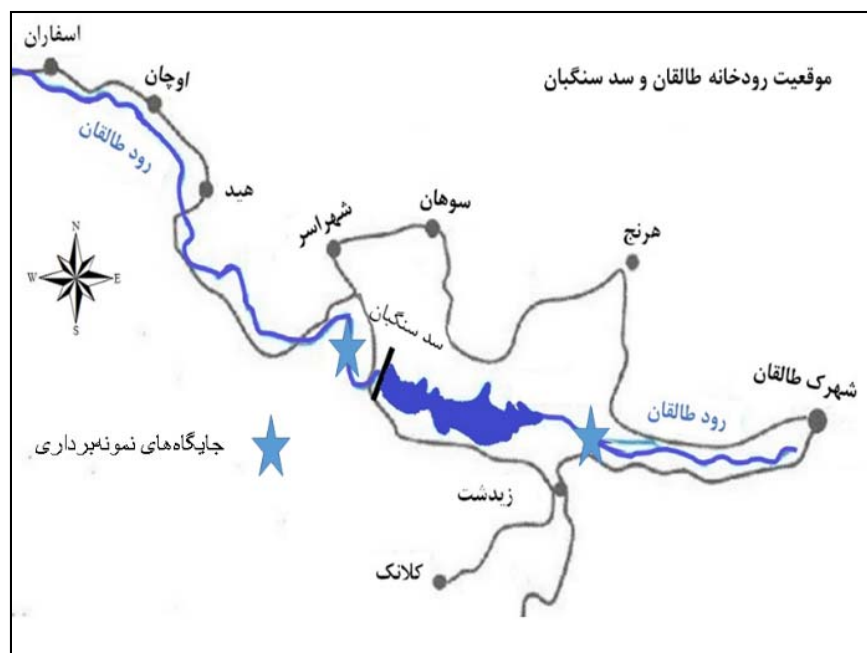 اسفاران
اوچان
موقعیت رودخانه طالقان و سد سنگبان
رود طالقان
هید
سوهان
شهراسر
هرنج
N
W
E
S
سد سنگبان
شهرک طالقان
رود طالقان
جایگاه‌های نمونه‌برداری
زیدشت
کلانک